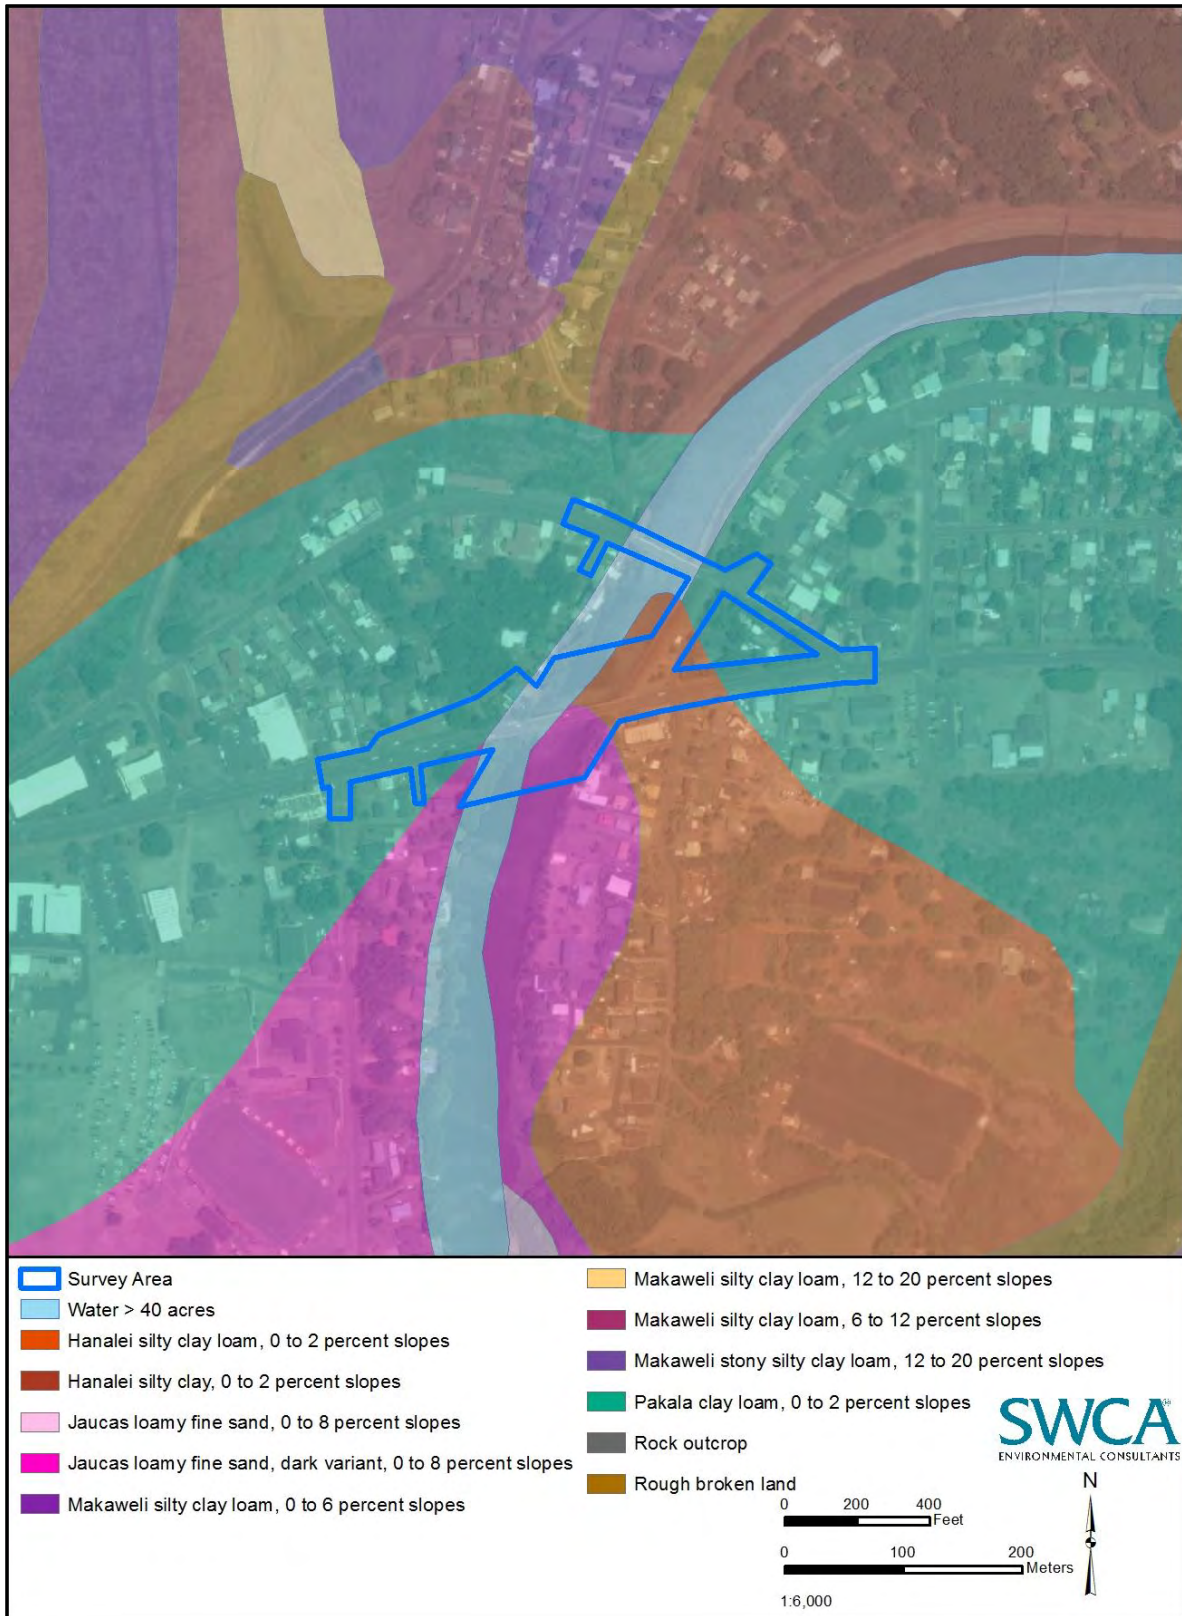 Survey Area
Water > 40 acres
Hanalei silty clay loam, 0 to 2 percent slopes
Hanalei silty clay, 0 to 2 percent slopes
Jaucas loamy fine sand, 0 to 8 percent slopes
Jaucas loamy fine sand, dark variant, 0 to 8 percent slopes
Makaweli silty clay loam, 0 to 6 percent slopes
Makaweli silty clay loam, 12 to 20 percent slopes
Makaweli silty clay loam, 6 to 12 percent slopes
Makaweli stony silty clay loam, 12 to 20 percent slopes
Pakala clay loam, 0 to 2 percent slopes
Rock outcrop
Rough broken land
SWCA®
ENVIRONMENTAL CONSULTANTS
N
0 200 400
Feet
0 100 200
Meters
1:6,000